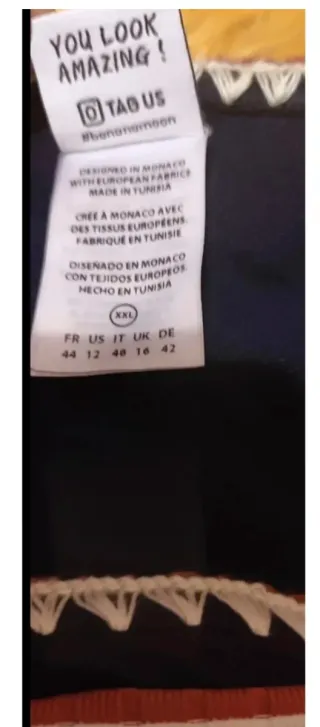 YOU LOOK
AMAZING!
TAG US
#bananamoon
DESIGNED IN MONACO
WITH EUROPEAN FABRICS
MADE IN TUNISIA
CRÉÉ À MONACO AVEC
DES TISSUS EUROPÉENS.
FABRIQUÉ EN TUNISIE
DISEÑADO EN MONACO
CON TEJIDOS EUROPEOS.
HECHO EN TUNISIA
XXL
FR US IT UK DE
44 12 48 16 42